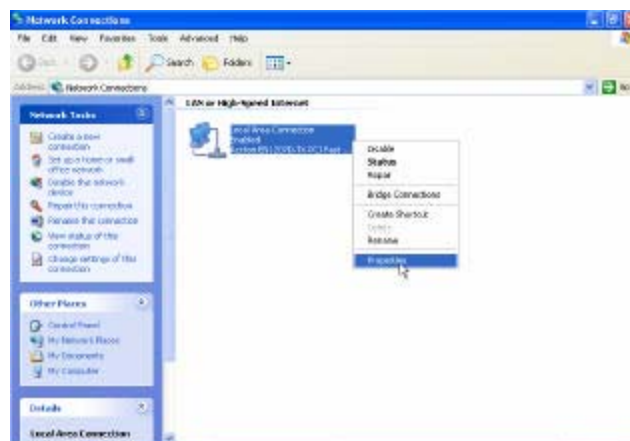 Network Connections
File Edit View Favorites Tools Advanced Help
Back Search Folders
Address Network Connections Go
Network Tasks
Create a new
connection
Set up a home or small
office network
Disable this network
device
Repair this connection
Rename this connection
View status of this
connection
Change settings of this
connection
Other Places
Control Panel
My Network Places
My Documents
My Computer
Details
Local Area Connection
LAN or High-Speed Internet
Local Area Connection
Enabled
Disable
Status
Repair
Bridge Connections
Create Shortcut
Delete
Rename
Properties